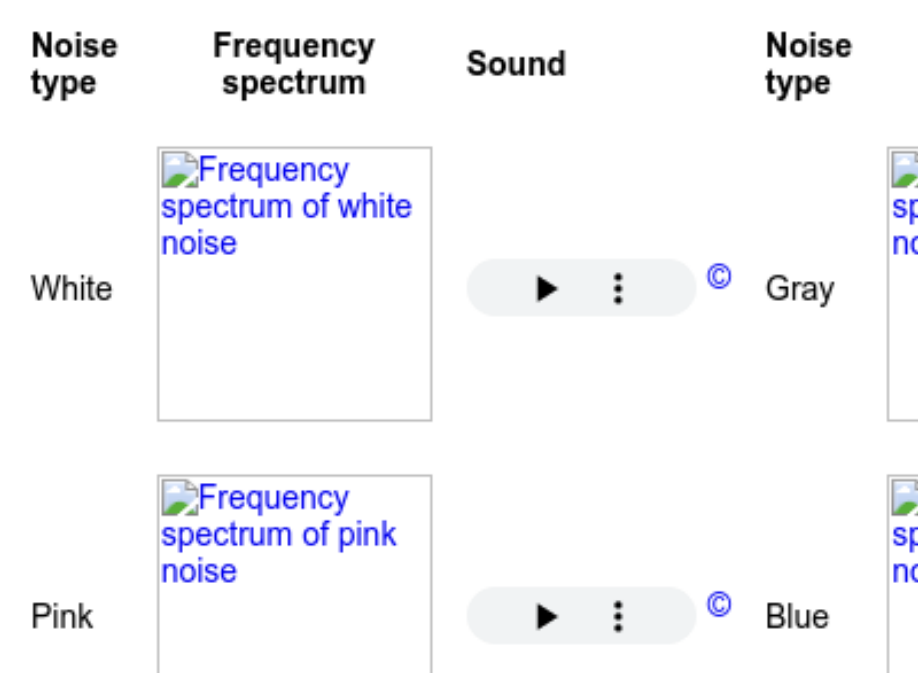 Noise type
Frequency spectrum
Sound
Noise type
White
Frequency
spectrum of white
noise
©
Gray
Pink
Frequency
spectrum of pink
noise
©
Blue